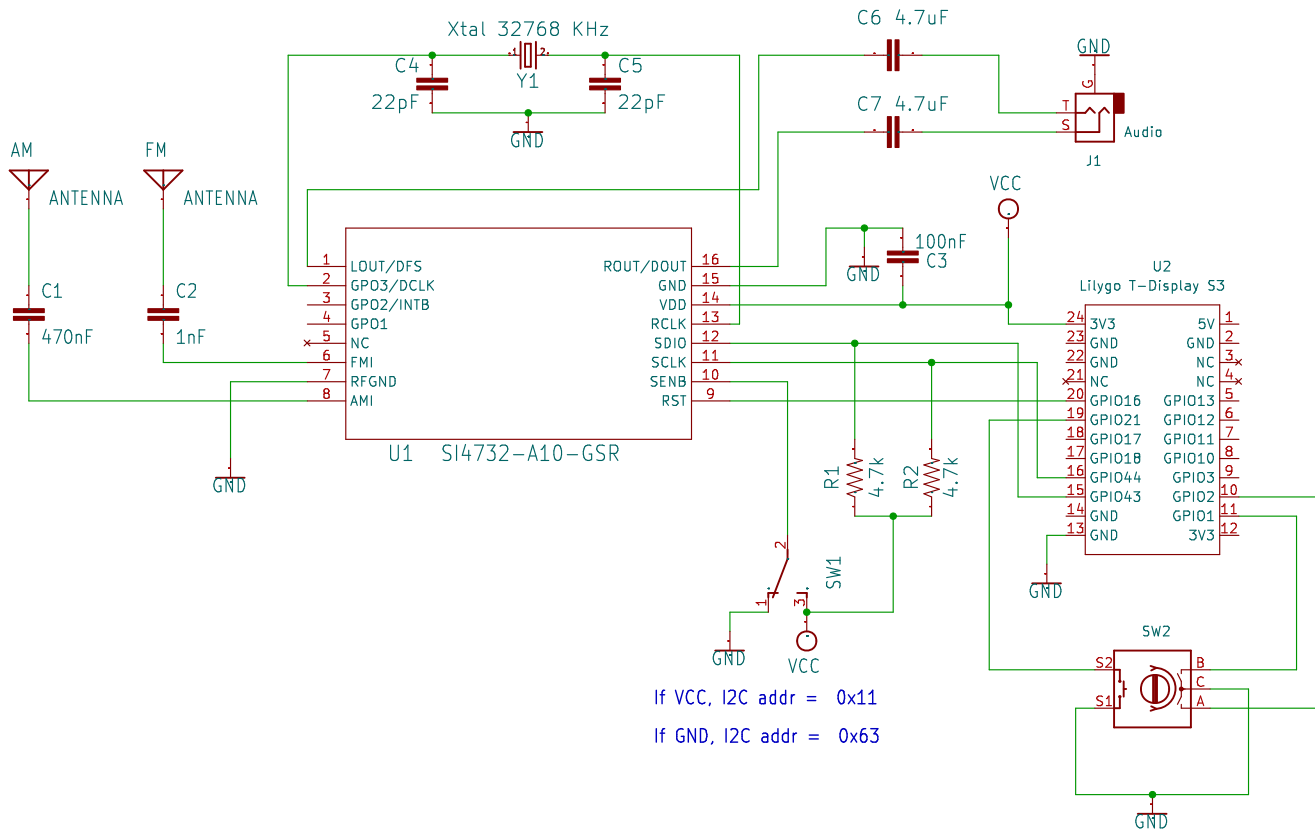 C6 4.7uF
Xtal 32768 KHz
GND
C4
1
2
C5
Y1
22pF
22pF
G
C7 4.7uF
T
S
Audio
GND
J1
AM
FM
ANTENNA
ANTENNA
VCC
100nF
C3
GND
1 LOUT/DFS
2 GPO3/DCLK
3 GPO2/INTB
4 GPO1
5 NC
6 FMI
7 RFGND
8 AMI
ROUT/DOUT 16
GND 15
VDD 14
RCLK 13
SDIO 12
SCLK 11
SENB 10
RST 9
U1 SI4732-A10-GSR
C1
470nF
C2
1nF
GND
U2
Lilygo T-Display S3
24 3V3
23 GND
22 GND
21 NC
20 GPIO16
19 GPIO21
18 GPIO17
17 GPIO18
16 GPIO44
15 GPIO43
14 GND
13 GND
5V 1
GND 2
NC 3
NC 4
GPIO13 5
GPIO12 6
GPIO11 7
GPIO10 8
GPIO3 9
GPIO2 10
GPIO1 11
3V3 12
R1
4.7k
R2
4.7k
2
SW1
1
3
GND
GND
VCC
SW2
S2
B
C
S1
A
If VCC, I2C addr = 0x11
If GND, I2C addr = 0x63
GND